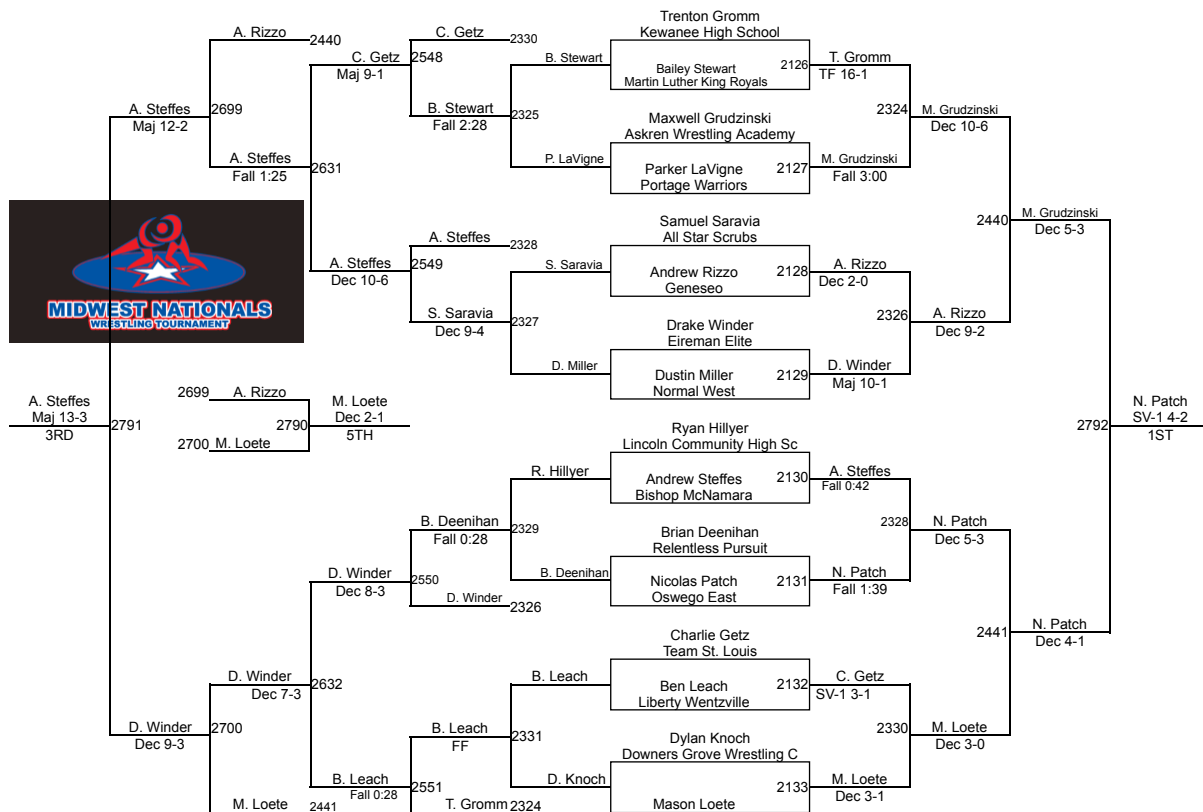 Trenton Gromm
Kewanee High School
A. Rizzo
2440
C. Getz
2330
C. Getz
2548
Maj 9-1
B. Stewart
Bailey Stewart
2126
Martin Luther King Royals
T. Gromm
TF 16-1
A. Steffes
2699
Maj 12-2
B. Stewart
2325
Fall 2:28
Maxwell Grudzinski
Askren Wrestling Academy
2324
M. Grudzinski
Dec 10-6
A. Steffes
2631
Fall 1:25
P. LaVigne
Parker LaVigne
2127
Portage Warriors
M. Grudzinski
Fall 3:00
Samuel Saravia
All Star Scrubs
2440
M. Grudzinski
Dec 5-3
A. Steffes
2328
A. Steffes
2549
Dec 10-6
S. Saravia
Andrew Rizzo
2128
Geneseo
A. Rizzo
Dec 2-0
MIDWEST NATIONALS
WRESTLING TOURNAMENT
S. Saravia
2327
Dec 9-4
Drake Winder
Eireman Elite
2326
A. Rizzo
Dec 9-2
D. Miller
Dustin Miller
2129
Normal West
D. Winder
Maj 10-1
A. Steffes
Maj 13-3
3RD
2791
2699
A. Rizzo
2790
2700
M. Loete
M. Loete
Dec 2-1
5TH
2792
N. Patch
SV-1 4-2
1ST
Ryan Hillyer
Lincoln Community High Sc
R. Hillyer
Andrew Steffes
2130
Bishop McNamara
A. Steffes
Fall 0:42
B. Deenihan
2329
Fall 0:28
Brian Deenihan
Relentless Pursuit
2328
N. Patch
Dec 5-3
D. Winder
2550
Dec 8-3
B. Deenihan
Nicolas Patch
2131
Oswego East
N. Patch
Fall 1:39
D. Winder
2326
Charlie Getz
Team St. Louis
2441
N. Patch
Dec 4-1
D. Winder
2632
Dec 7-3
B. Leach
Ben Leach
2132
Liberty Wentzville
C. Getz
SV-1 3-1
D. Winder
2700
Dec 9-3
B. Leach
2331
FF
Dylan Knoch
Downers Grove Wrestling C
2330
M. Loete
Dec 3-0
B. Leach
2551
Fall 0:28
D. Knoch
2133
Mason Loete
M. Loete
Dec 3-1
M. Loete
2441
T. Gromm
2324